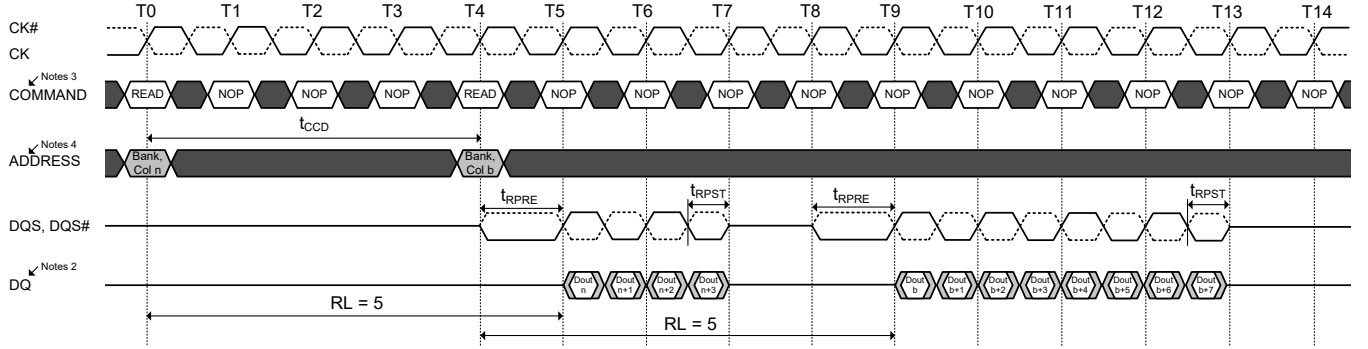 T0 T1 T2 T3 T4 T5 T6 T7 T8 T9 T10 T11 T12 T13 T14
CK#
CK
Notes 3
COMMAND READ NOP NOP NOP READ NOP NOP NOP NOP NOP NOP NOP NOP NOP NOP
tCCD
Notes 4
ADDRESS
Bank, Col n
Bank, Col b
tRPRE tRPST tRPRE tRPST
DQS, DQS#
Notes 2
DQ
Dout n
Dout n+1
Dout n+2
Dout n+3
Dout b
Dout b+1
Dout b+2
Dout b+3
Dout b+4
Dout b+5
Dout b+6
Dout b+7
RL = 5
RL = 5